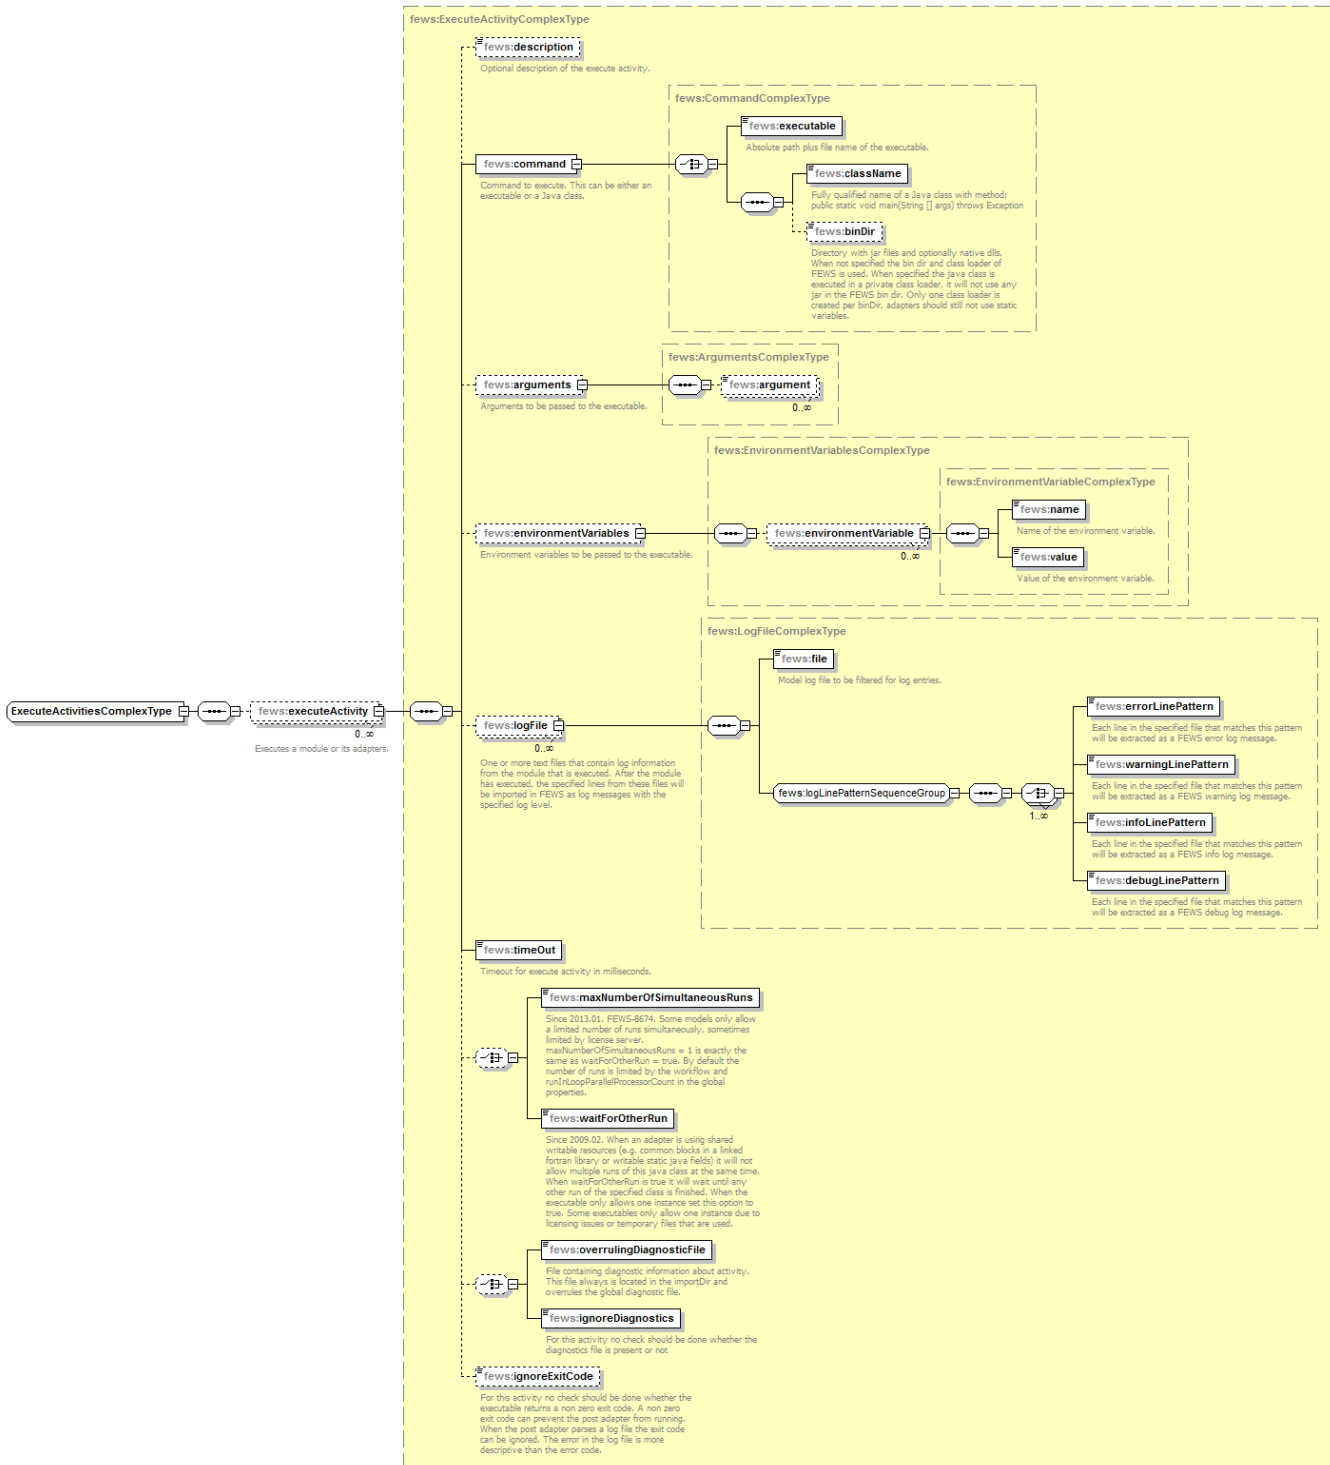 fews:ExecuteActivityComplexType
fews:description
Optional description of the execute activity.
fews:CommandComplexType
fews:executable
Absolute path plus file name of the executable.
fews:command
Command to execute. This can be either an
executable or a Java class.
fews:className
Fully qualified name of a Java class with method:
public static void main(String [] args) throws Exception
fews:binDir
Directory with jar files and optionally native dlls.
When not specified the bin dir and class loader of
FEWS is used. When specified the java class is
executed in a private class loader, it will not use any
jar in the FEWS bin dir. Only one class loader is
created per binDir, adapters should still not use static
variables.
fews:ArgumentsComplexType
fews:arguments
Arguments to be passed to the executable.
fews:argument
0..∞
fews:EnvironmentVariablesComplexType
fews:EnvironmentVariableComplexType
fews:environmentVariables
Environment variables to be passed to the executable.
fews:environmentVariable
0..∞
fews:name
Name of the environment variable.
fews:value
Value of the environment variable.
fews:LogFileComplexType
fews:file
Model log file to be filtered for log entries.
ExecuteActivitiesComplexType
fews:executeActivity
0..∞
Executes a module or its adapters.
fews:logFile
0..∞
One or more text files that contain log information
from the module that is executed. After the module
has executed, the specified lines from these files will
be imported in FEWS as log messages with the
specified log level.
fews:logLinePatternSequenceGroup
1..∞
fews:errorLinePattern
Each line in the specified file that matches this pattern
will be extracted as a FEWS error log message.
fews:warningLinePattern
Each line in the specified file that matches this pattern
will be extracted as a FEWS warning log message.
fews:infoLinePattern
Each line in the specified file that matches this pattern
will be extracted as a FEWS info log message.
fews:debugLinePattern
Each line in the specified file that matches this pattern
will be extracted as a FEWS debug log message.
fews:timeOut
Timeout for execute activity in milliseconds.
fews:maxNumberOfSimultaneousRuns
Since 2013.01. FEWS-8674. Some models only allow
a limited number of runs simultaneously, sometimes
limited by license server.
maxNumberOfSimultaneousRuns = 1 is exactly the
same as waitForOtherRun = true. By default the
number of runs is limited by the workflow and
runInLoopParallelProcessorCount in the global
properties.
fews:waitForOtherRun
Since 2009.02. When an adapter is using shared
writable resources (e.g. common blocks in a linked
fortran library or writable static java fields) it will not
allow multiple runs of this java class at the same time.
When waitForOtherRun is true it will wait until any
other run of the specified class is finished. When the
executable only allows one instance set this option to
true. Some executables only allow one instance due to
licensing issues or temporary files that are used.
fews:overrulingDiagnosticFile
File containing diagnostic information about activity.
This file always is located in the importDir and
overrules the global diagnostic file.
fews:ignoreDiagnostics
For this activity no check should be done whether the
diagnostics file is present or not
fews:ignoreExitCode
For this activity no check should be done whether the
executable returns a non zero exit code. A non zero
exit code can prevent the post adapter from running.
When the post adapter parses a log file the exit code
can be ignored. The error in the log file is more
descriptive than the error code.